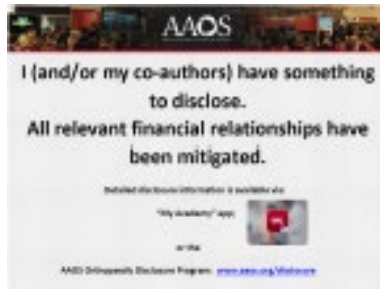 AAOS
I (and/or my co-authors) have something
to disclose.
All relevant financial relationships have
been mitigated.
Detailed disclosure information is available via:
"My Academy" app;
or the
AAOS Orthopaedic Disclosure Program: www.aaos.org/disclosure